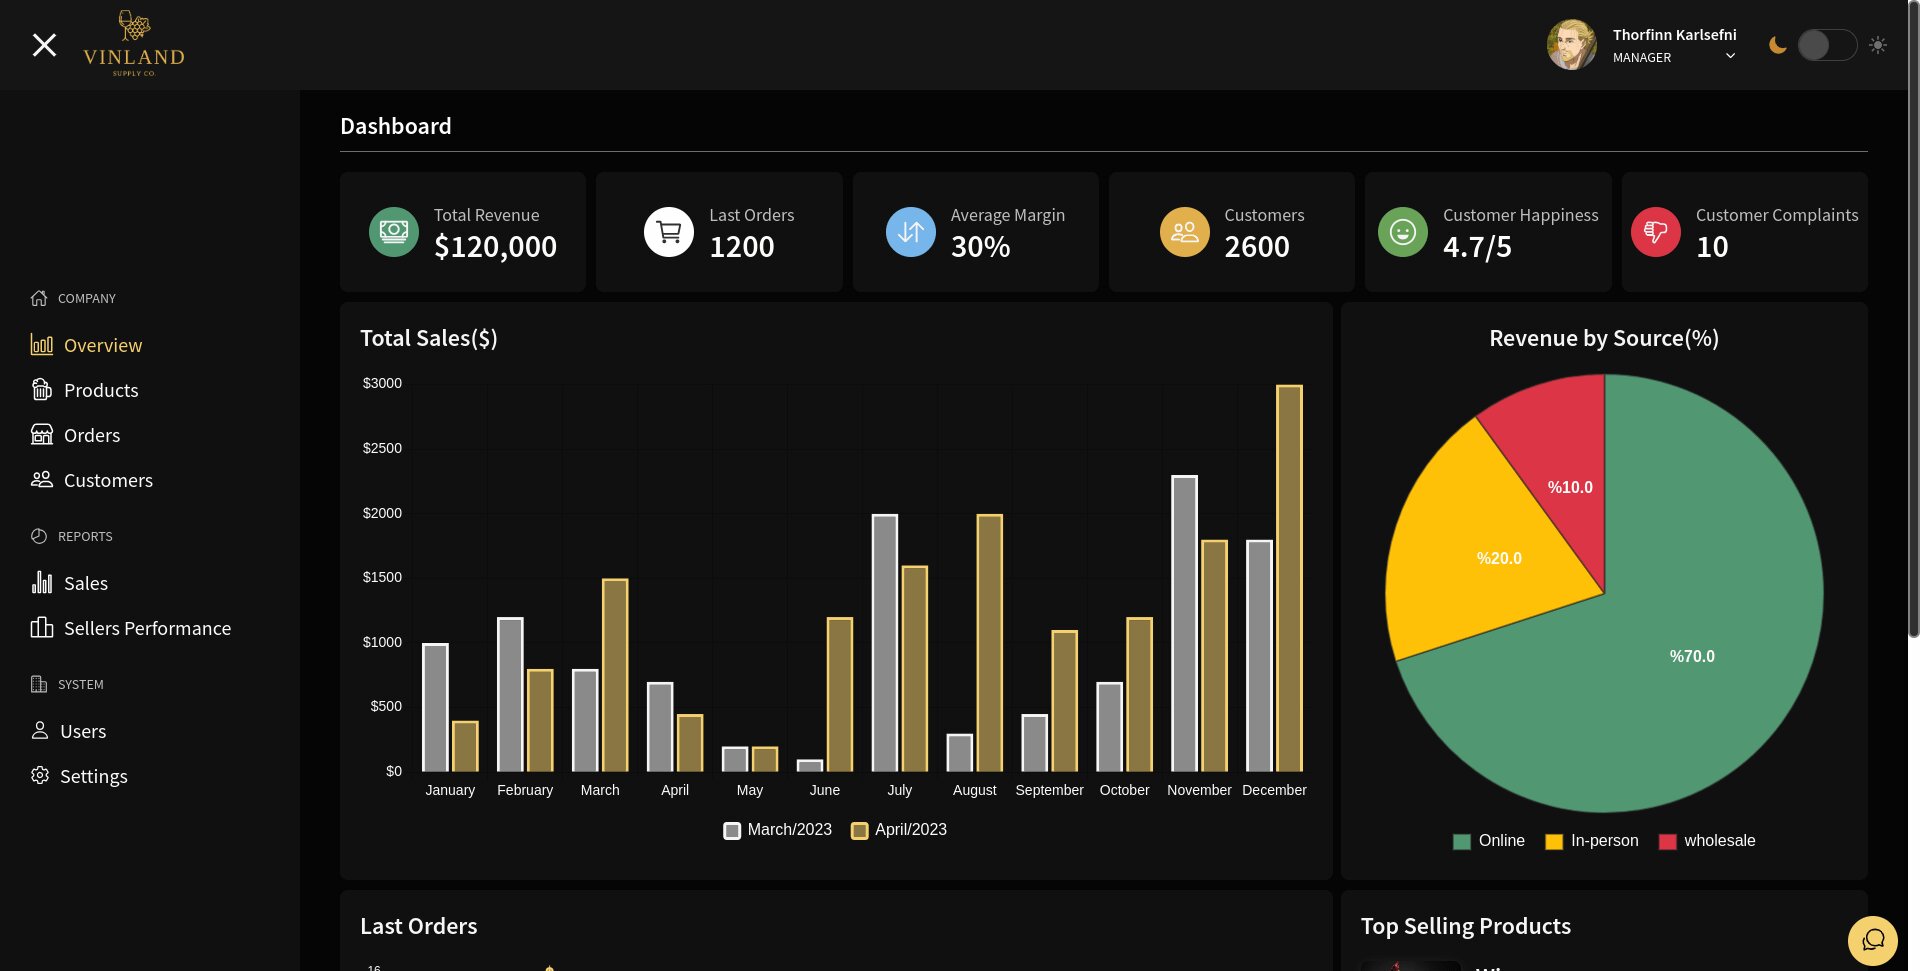 VINLAND
SUPPLY CO.
Thorfinn Karlsefni
MANAGER
Dashboard
Total Revenue
$120,000
Last Orders
1200
Average Margin
30%
Customers
2600
Customer Happiness
4.7/5
Customer Complaints
10
COMPANY
Overview
Products
Orders
Customers
REPORTS
Sales
Sellers Performance
SYSTEM
Users
Settings
Total Sales($)
$3000
$2500
$2000
$1500
$1000
$500
$0
January February March April May June July August September October November December
March/2023 April/2023
Revenue by Source(%)
%10.0
%20.0
%70.0
Online In-person wholesale
Last Orders
16
Top Selling Products